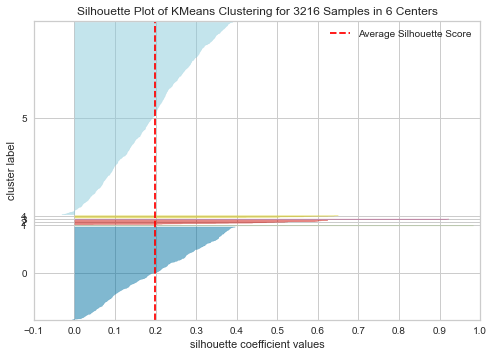 Silhouette Plot of KMeans Clustering for 3216 Samples in 6 Centers
Average Silhouette Score
cluster label
5
0
−0.1 0.0 0.1 0.2 0.3 0.4 0.5 0.6 0.7 0.8 0.9 1.0
silhouette coefficient values